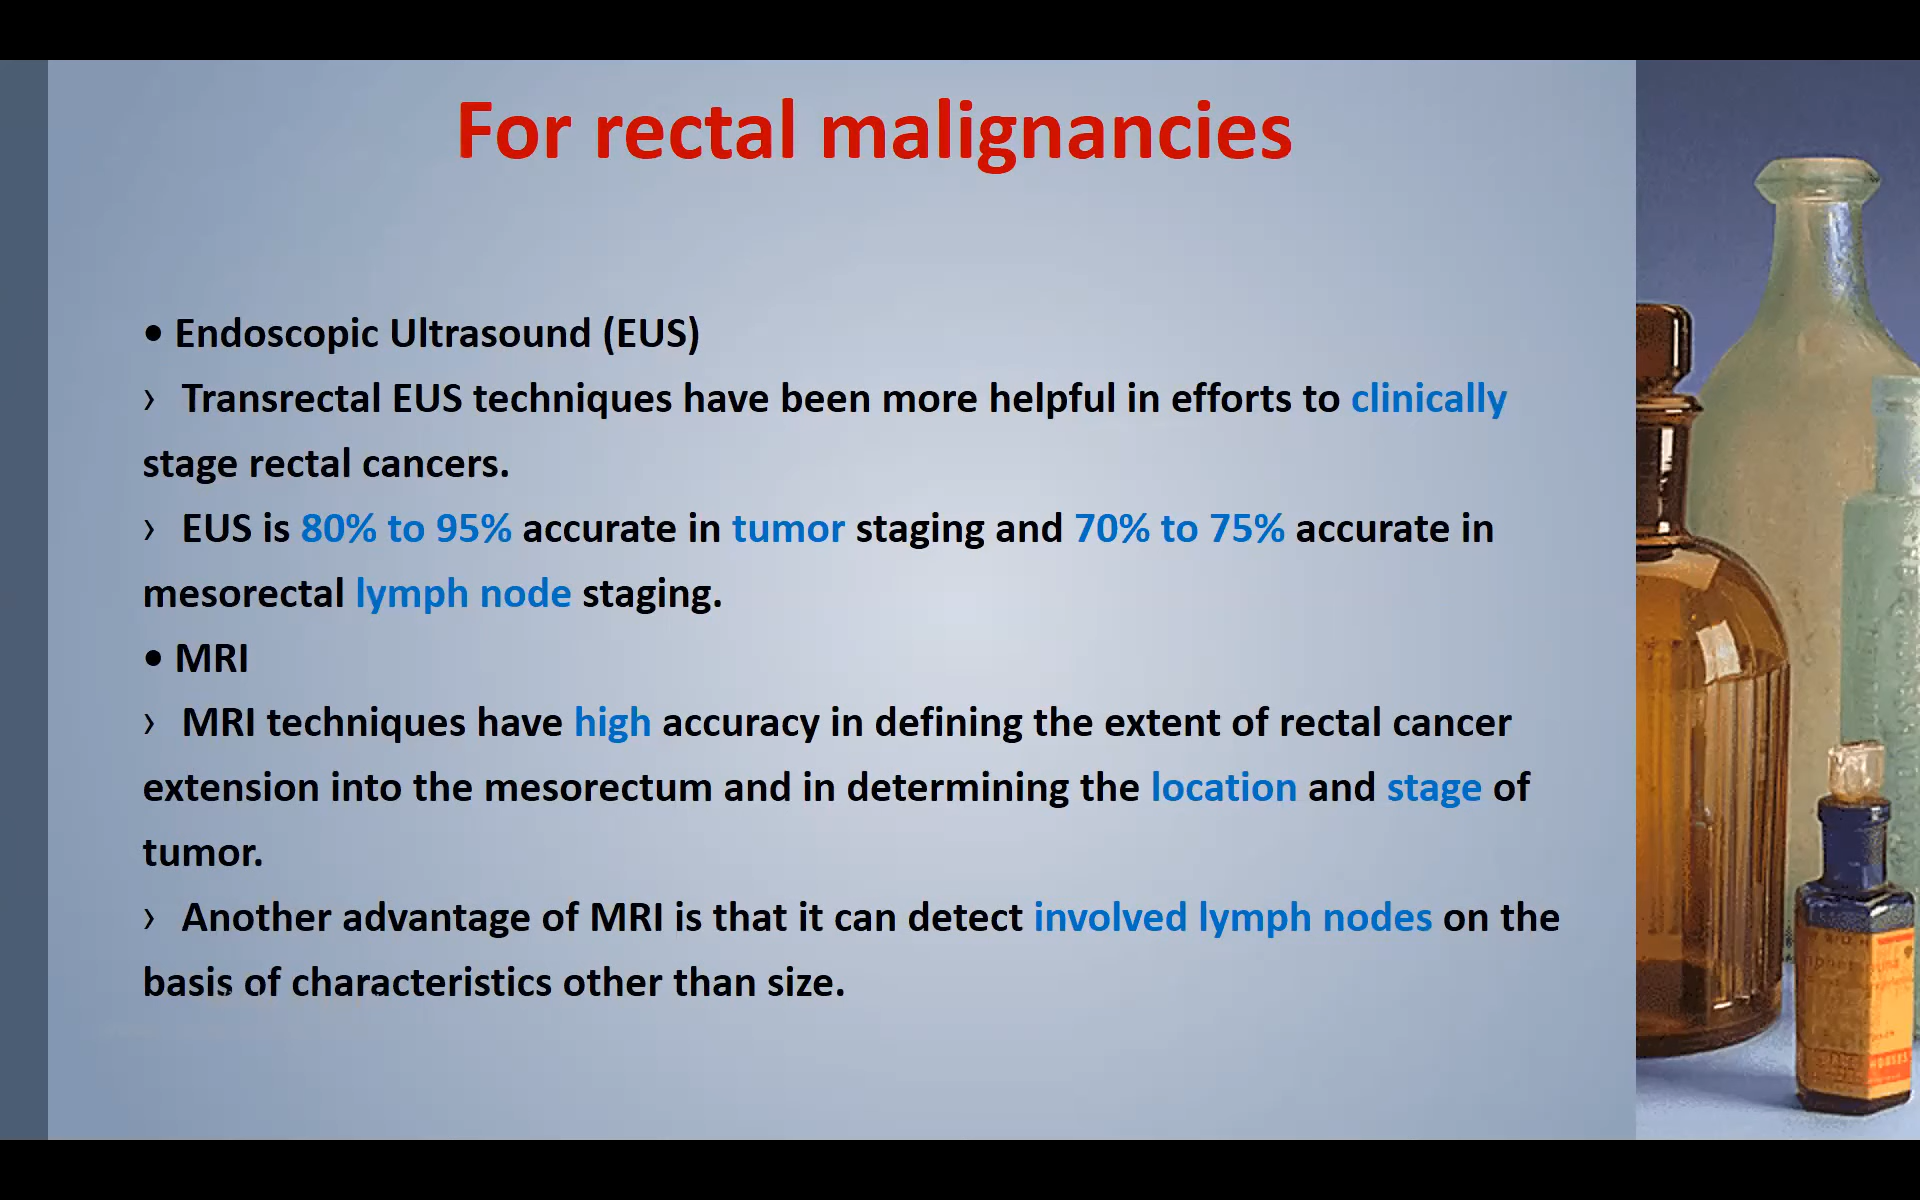 For rectal malignancies
• Endoscopic Ultrasound (EUS)
› Transrectal EUS techniques have been more helpful in efforts to clinically
stage rectal cancers.
› EUS is 80% to 95% accurate in tumor staging and 70% to 75% accurate in
mesorectal lymph node staging.
• MRI
› MRI techniques have high accuracy in defining the extent of rectal cancer
extension into the mesorectum and in determining the location and stage of
tumor.
› Another advantage of MRI is that it can detect involved lymph nodes on the
basis of characteristics other than size.